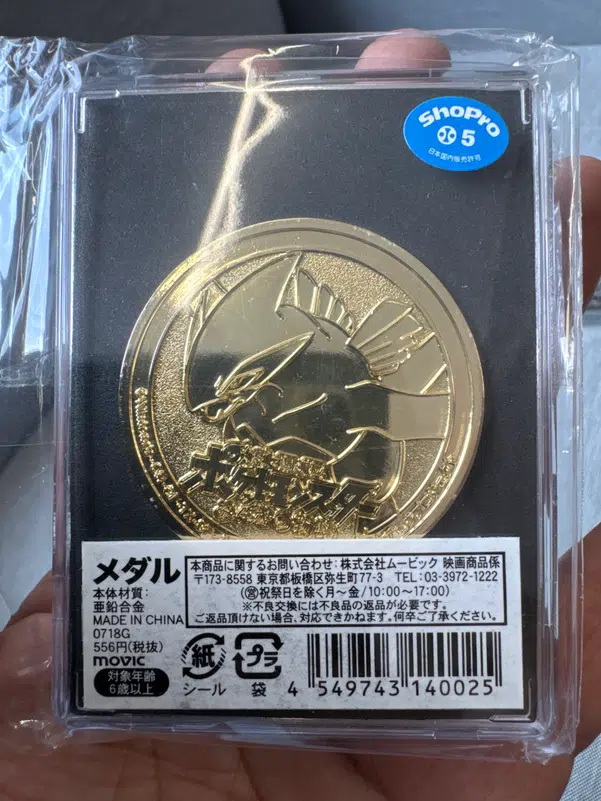 ShoPro
5
日本国内販売許可
ポケットモンスター
メダル
本体材質:
亜鉛合金
MADE IN CHINA
0718G
556円(税抜)
movic
対象年齢
6歳以上
本商品に関するお問い合わせ:株式会社ムービック 映画商品係
〒173-8558 東京都板橋区弥生町77-3 TEL:03-3972-1222
(営祝祭日を除く月~金/10:00~17:00)
※不良交換には不良品の返品が必要です。
ご返品頂けない場合、対応できかねます。何卒ご了承ください。
紙
シール
プラ
袋
4 549743 140025